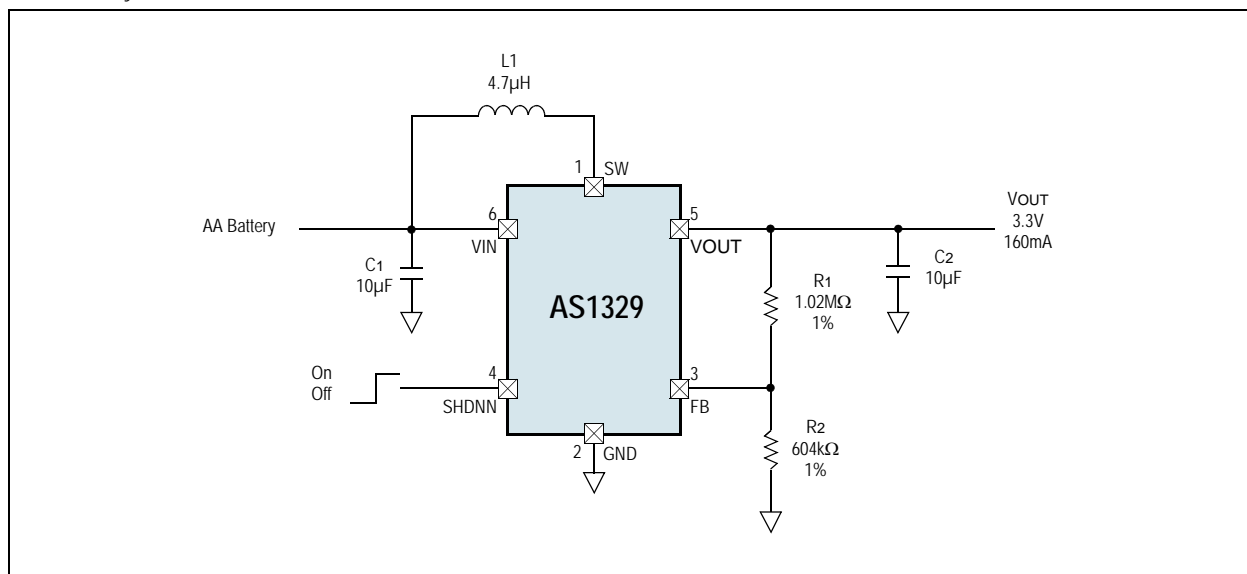 L1
4.7µH
1 SW
AA Battery
6
VIN
5
VOUT
VOUT
3.3V
160mA
C1
10µF
AS1329
R1
1.02MΩ
1%
C2
10µF
On
Off
4
SHDNN
3
FB
2 GND
R2
604kΩ
1%